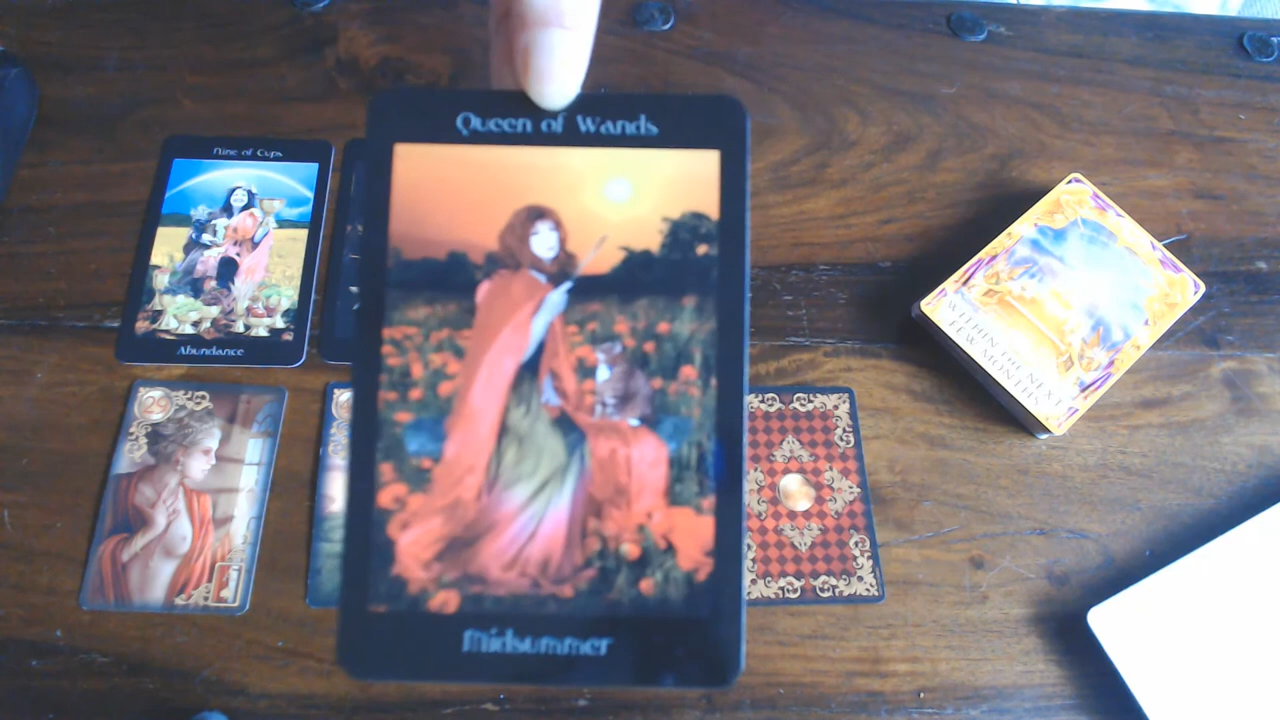 Queen of Wands
Nine of Cups
Abundance
29
Midsummer
WITHIN THE NEXT
FEW MONTHS